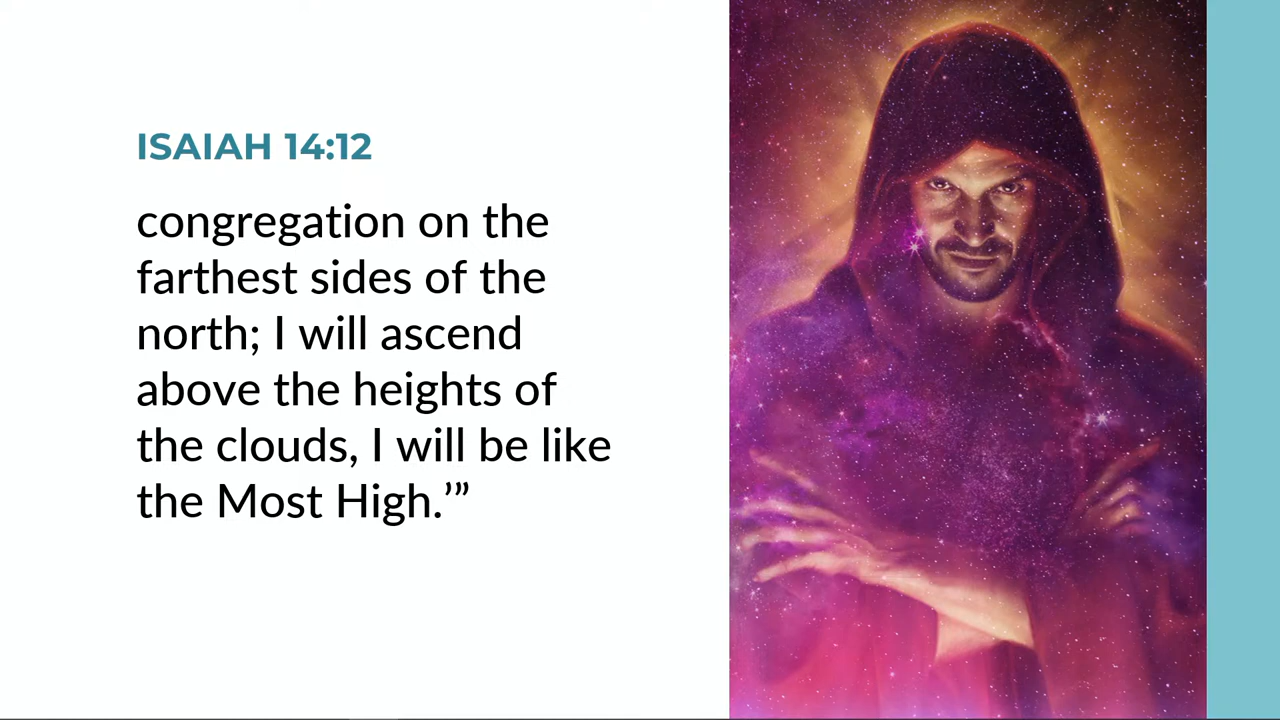 ISAIAH 14:12
congregation on the
farthest sides of the
north; I will ascend
above the heights of
the clouds, I will be like
the Most High.’”